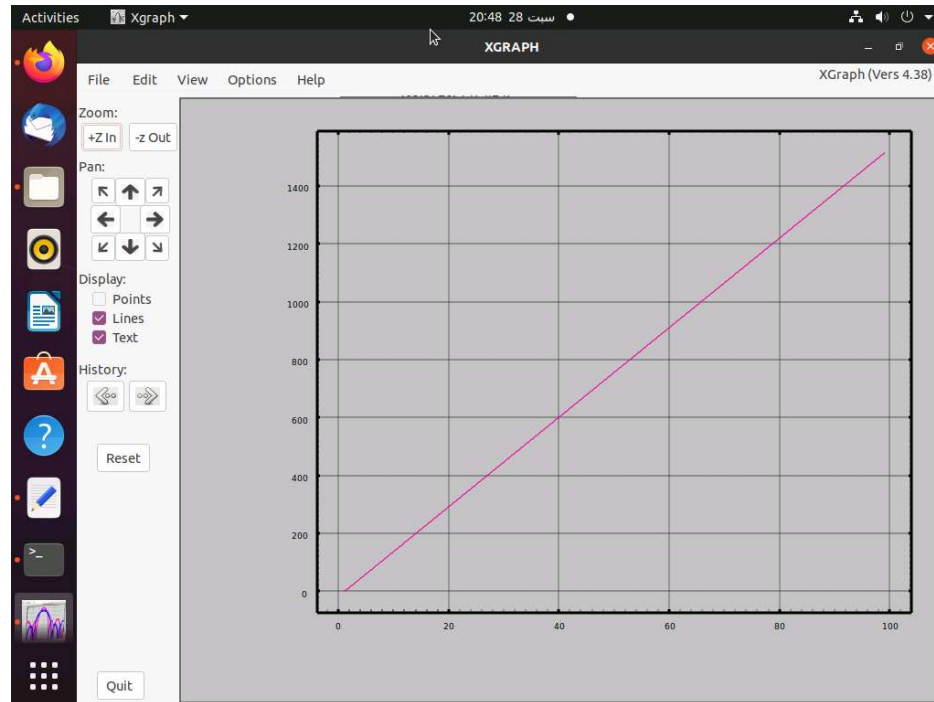 Activities Xgraph 20:48 28 سبت
XGRAPH
File Edit View Options Help XGraph (Vers 4.38)
Zoom:
+Z In -z Out
Pan:
Display:
Points
Lines
Text
History:
Reset
Quit
1400
1200
1000
800
600
400
200
0
0 20 40 60 80 100